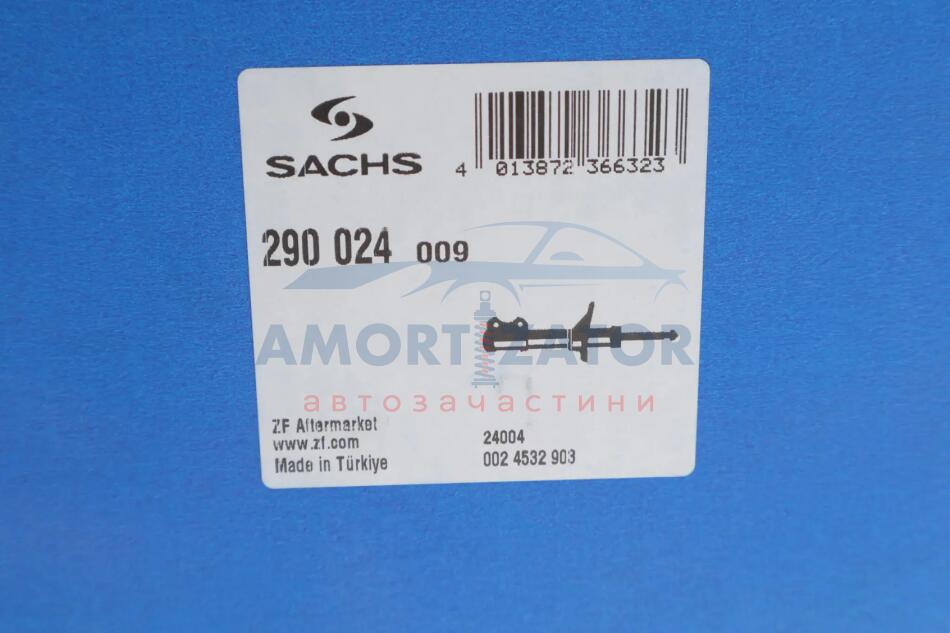 SACHS
4 013872 366323
290 024 009
AMORTIZATOR
автозачастини
ZF Aftermarket
www.zf.com
Made in Türkiye
24004
002 4532 903